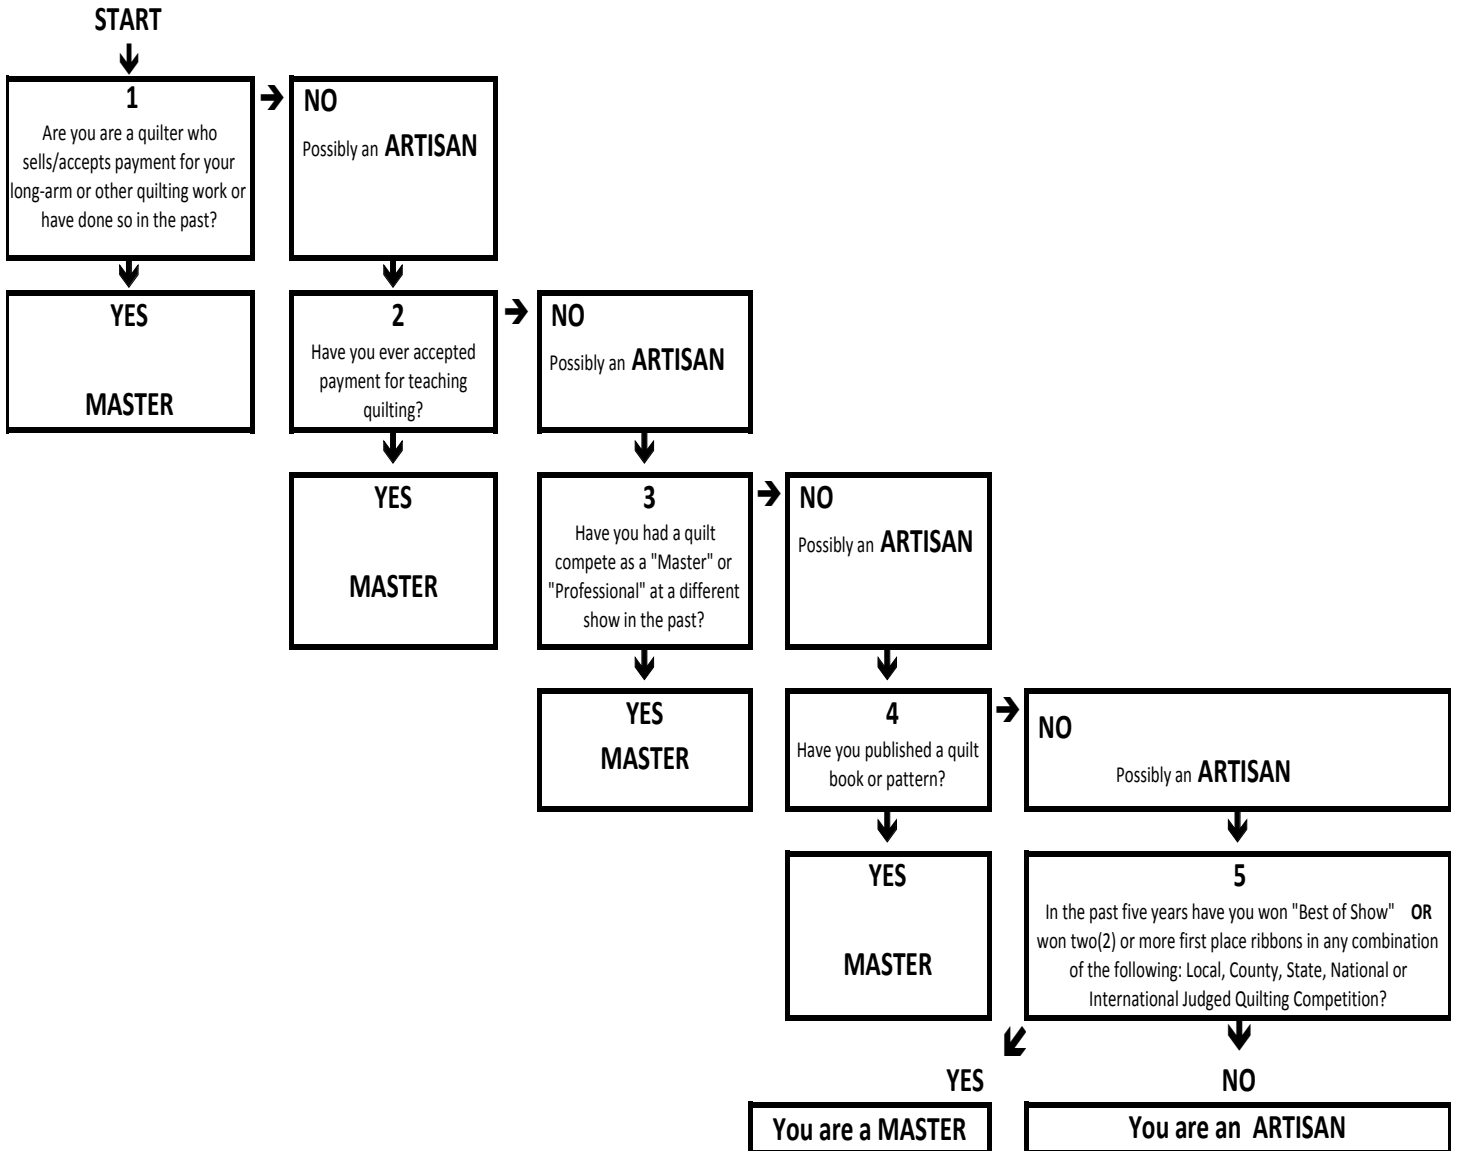 START
1
Are you are a quilter who
sells/accepts payment for your
long-arm or other quilting work or
have done so in the past?
NO
Possibly an ARTISAN
YES
MASTER
2
Have you ever accepted
payment for teaching
quilting?
NO
Possibly an ARTISAN
YES
MASTER
3
Have you had a quilt
compete as a "Master" or
"Professional" at a different
show in the past?
NO
Possibly an ARTISAN
YES
MASTER
4
Have you published a quilt
book or pattern?
NO
Possibly an ARTISAN
YES
MASTER
5
In the past five years have you won "Best of Show" OR
won two(2) or more first place ribbons in any combination
of the following: Local, County, State, National or
International Judged Quilting Competition?
YES
NO
You are a MASTER
You are an ARTISAN